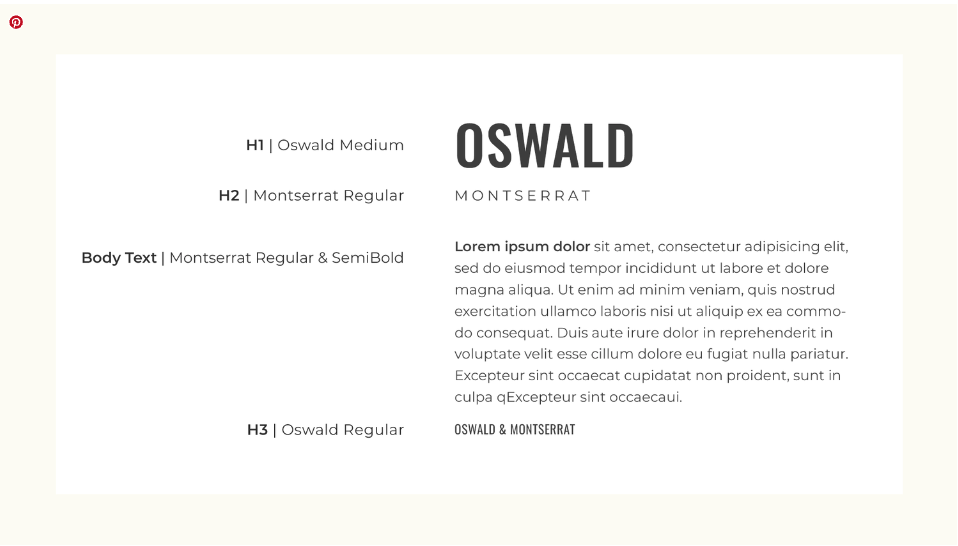 H1 | Oswald Medium
OSWALD
H2 | Montserrat Regular
MONTSERRAT
Body Text | Montserrat Regular & SemiBold
Lorem ipsum dolor sit amet, consectetur adipisicing elit,
sed do eiusmod tempor incididunt ut labore et dolore
magna aliqua. Ut enim ad minim veniam, quis nostrud
exercitation ullamco laboris nisi ut aliquip ex ea commo-
do consequat. Duis aute irure dolor in reprehenderit in
voluptate velit esse cillum dolore eu fugiat nulla pariatur.
Excepteur sint occaecat cupidatat non proident, sunt in
culpa qExcepteur sint occaecaui.
H3 | Oswald Regular
OSWALD & MONTSERRAT